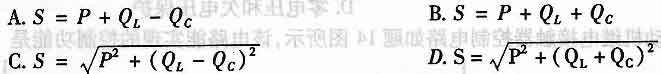 A. S = P + Q_L − Q_C
B. S = P + Q_L + Q_C
C. S = √(P² + (Q_L − Q_C)²)
D. S = √(P² + (Q_L + Q_C)²)